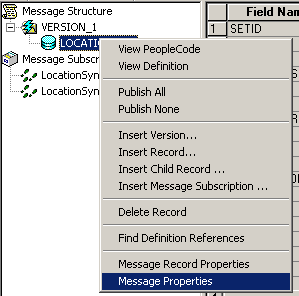 Message Structure
VERSION_1
Message Subscr
LocationSyn
LocationSyn
Field Nam
1 SETID
View PeopleCode
View Definition
Publish All
Publish None
Insert Version...
Insert Record...
Insert Child Record ...
Insert Message Subscription ...
Delete Record
Find Definition References
Message Record Properties
Message Properties